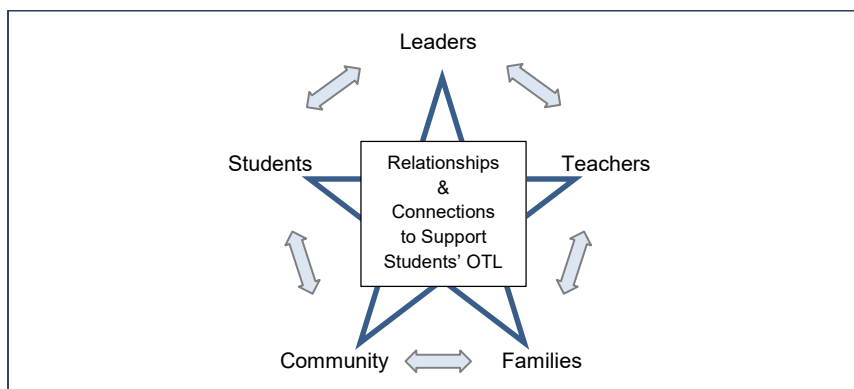 Leaders
Students
Relationships
&
Connections
to Support
Students' OTL
Teachers
Community
Families